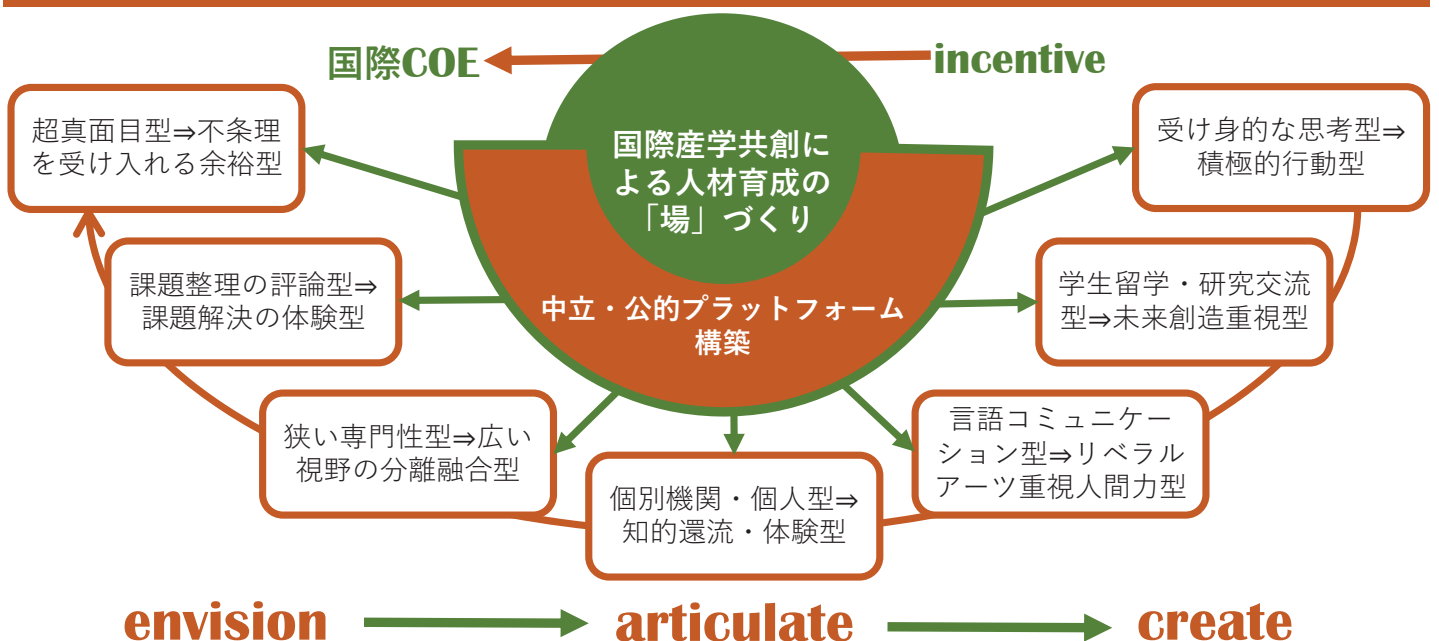 国際COE
incentive
国際産学共創に
よる人材育成の
「場」づくり
中立・公的プラットフォーム
構築
超真面目型⇒不条理
を受け入れる余裕型
課題整理の評論型⇒
課題解決の体験型
狭い専門性型⇒広い
視野の分離融合型
個別機関・個人型⇒
知的還流・体験型
言語コミュニケー
ション型⇒リベラル
アーツ重視人間力型
学生留学・研究交流
型⇒未来創造重視型
受け身的な思考型⇒
積極的行動型
envision
articulate
create